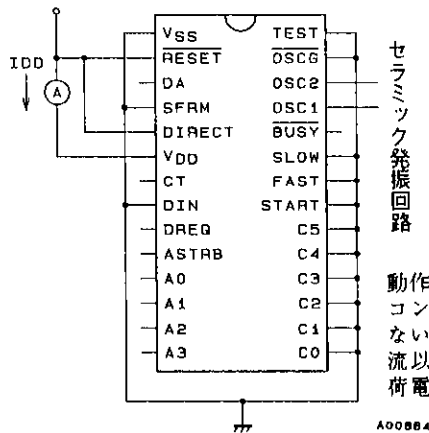 IDD
A
VSS
RESET
DA
SFRM
DIRECT
VDD
CT
DIN
DREQ
ASTRB
A0
A1
A2
A3
TEST
OSCG
OSC2
OSC1
BUSY
SLOW
FAST
START
C5
C4
C3
C2
C1
C0
セラミック発振回路
動作
コン
ない
流以
荷電
A00884